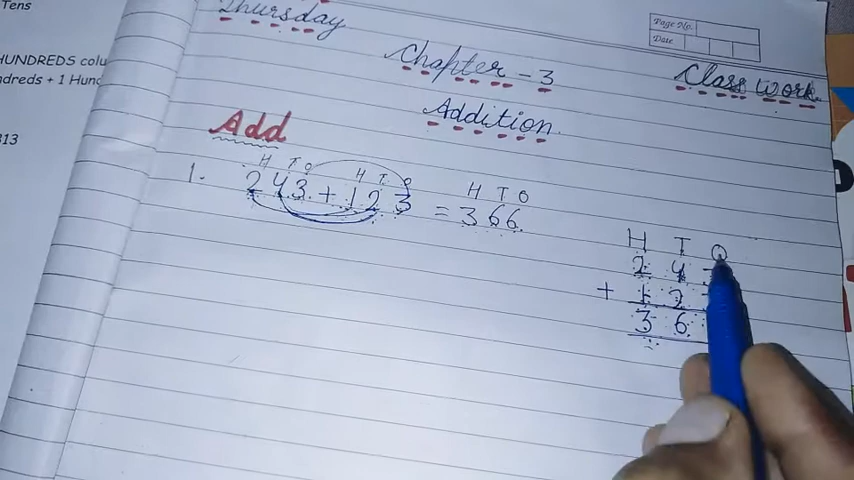 Tens
HUNDREDS colu
ndreds + 1 Hund
313
Thursday
Page No.
Date
Chapter - 3
Class work.
Addition
Add
H T O H T O
1. 243 + 123 = 366.
H T O
H T O
2 4
+ 1 2
3 6